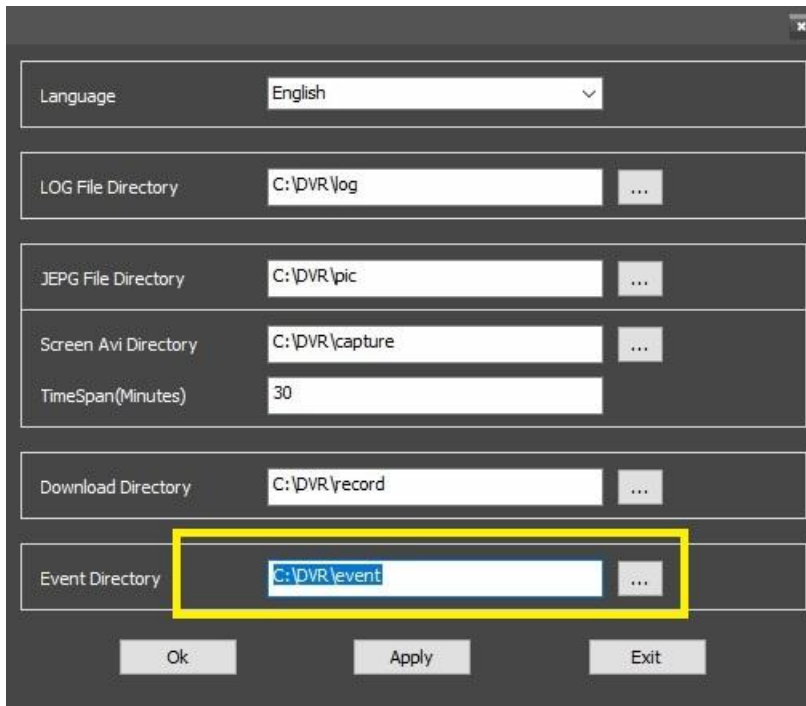 Language English
LOG File Directory C:\DVR\log ...
JEPG File Directory C:\DVR\pic ...
Screen Avi Directory C:\DVR\capture ...
TimeSpan(Minutes) 30
Download Directory C:\DVR\record ...
Event Directory C:\DVR\event ...
Ok Apply Exit